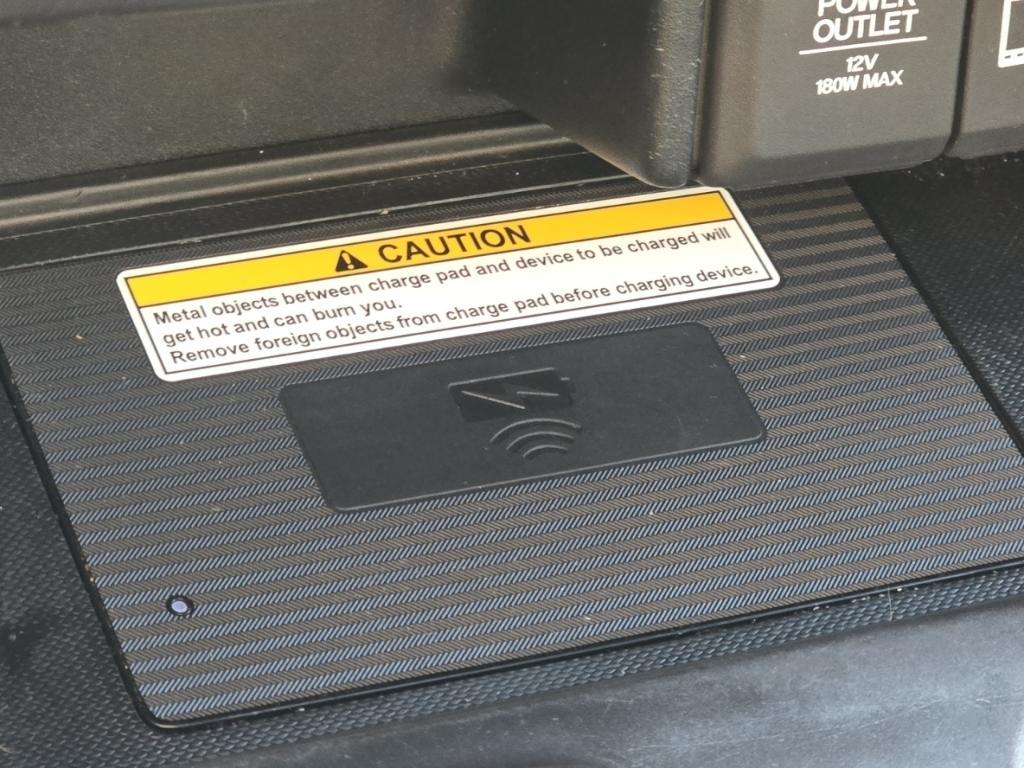 POWER
OUTLET
12V
180W MAX
CAUTION
Metal objects between charge pad and device to be charged will
get hot and can burn you.
Remove foreign objects from charge pad before charging device.